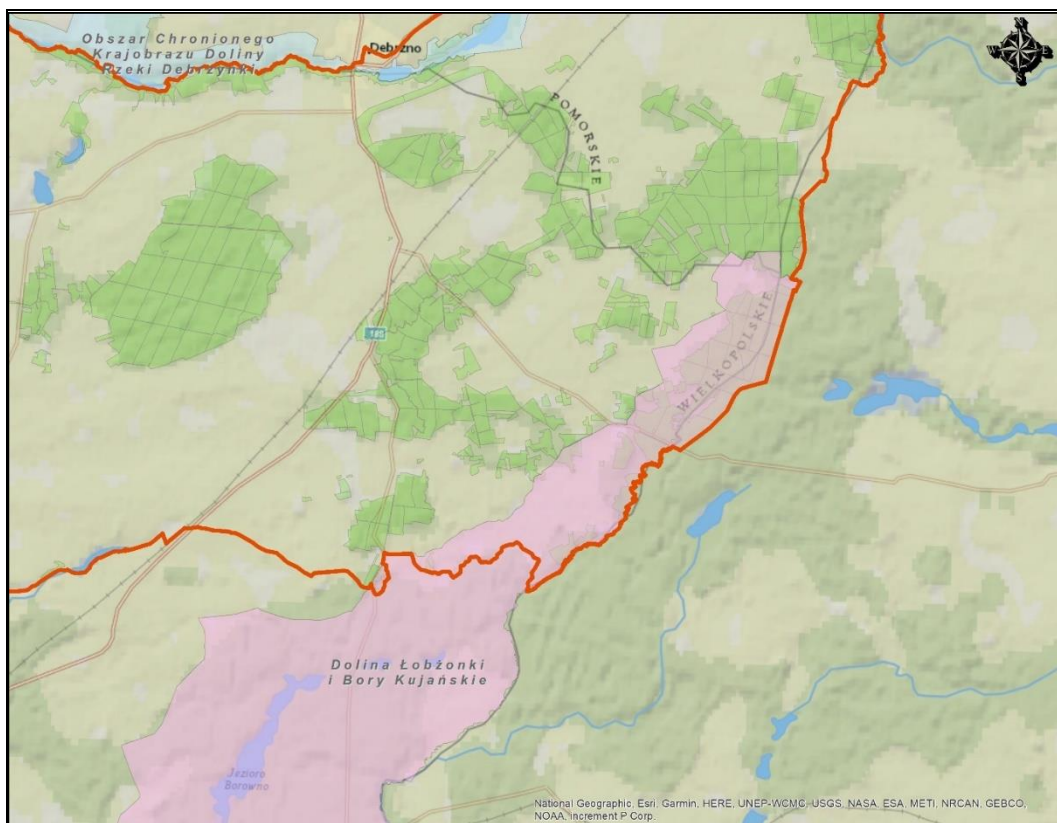 Obszar Chronionego
Krajobrazu Doliny
Rzeki Debrzynki
Debrzno
POMORSKIE
WIELKOPOLSKIE
Dolina Łobżonki
i Bory Kujańskie
Jezioro
Borowno
National Geographic, Esri, Garmin, HERE, UNEP-WCMC, USGS, NASA, ESA, METI, NRCAN, GEBCO,
NOAA, increment P Corp.